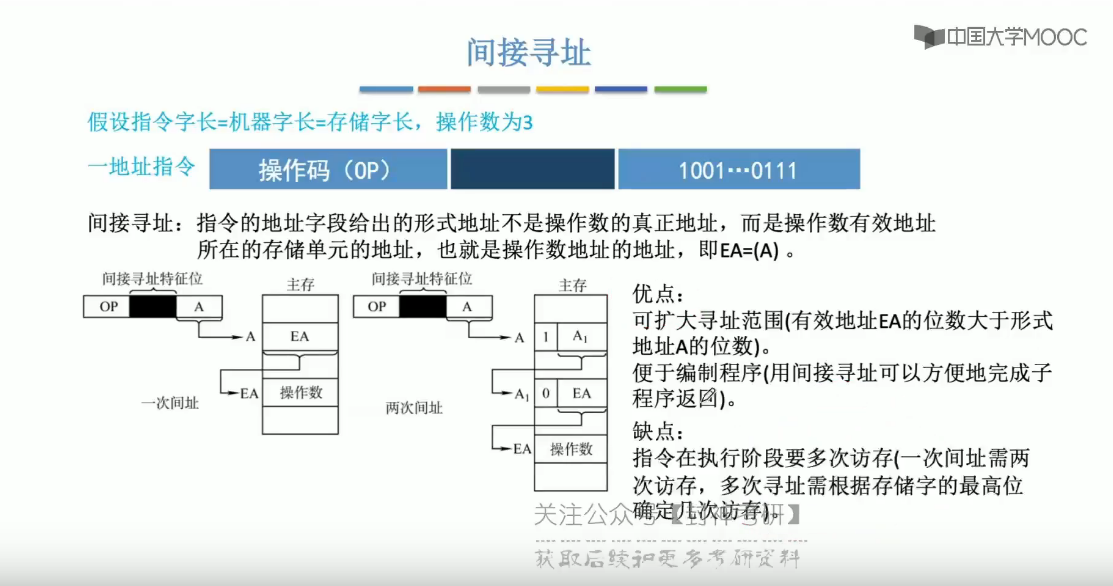 中国大学MOOC
间接寻址
假设指令字长=机器字长=存储字长，操作数为3
一地址指令 操作码（OP） 1001…0111
间接寻址：指令的地址字段给出的形式地址不是操作数的真正地址，而是操作数有效地址
所在的存储单元的地址，也就是操作数地址的地址，即EA=(A) 。
间接寻址特征位
主存
OP A
A EA
EA 操作数
一次间址
间接寻址特征位
主存
OP A
A 1 A₁
A₁ 0 EA
EA 操作数
两次间址
优点：
可扩大寻址范围(有效地址EA的位数大于形式
地址A的位数)。
便于编制程序(用间接寻址可以方便地完成子
程序返回)。
缺点：
指令在执行阶段要多次访存(一次间址需两
次访存，多次寻址需根据存储字的最高位
确定几次访存)。
关注公众号【封神考研】
获取后续和更多考研资料